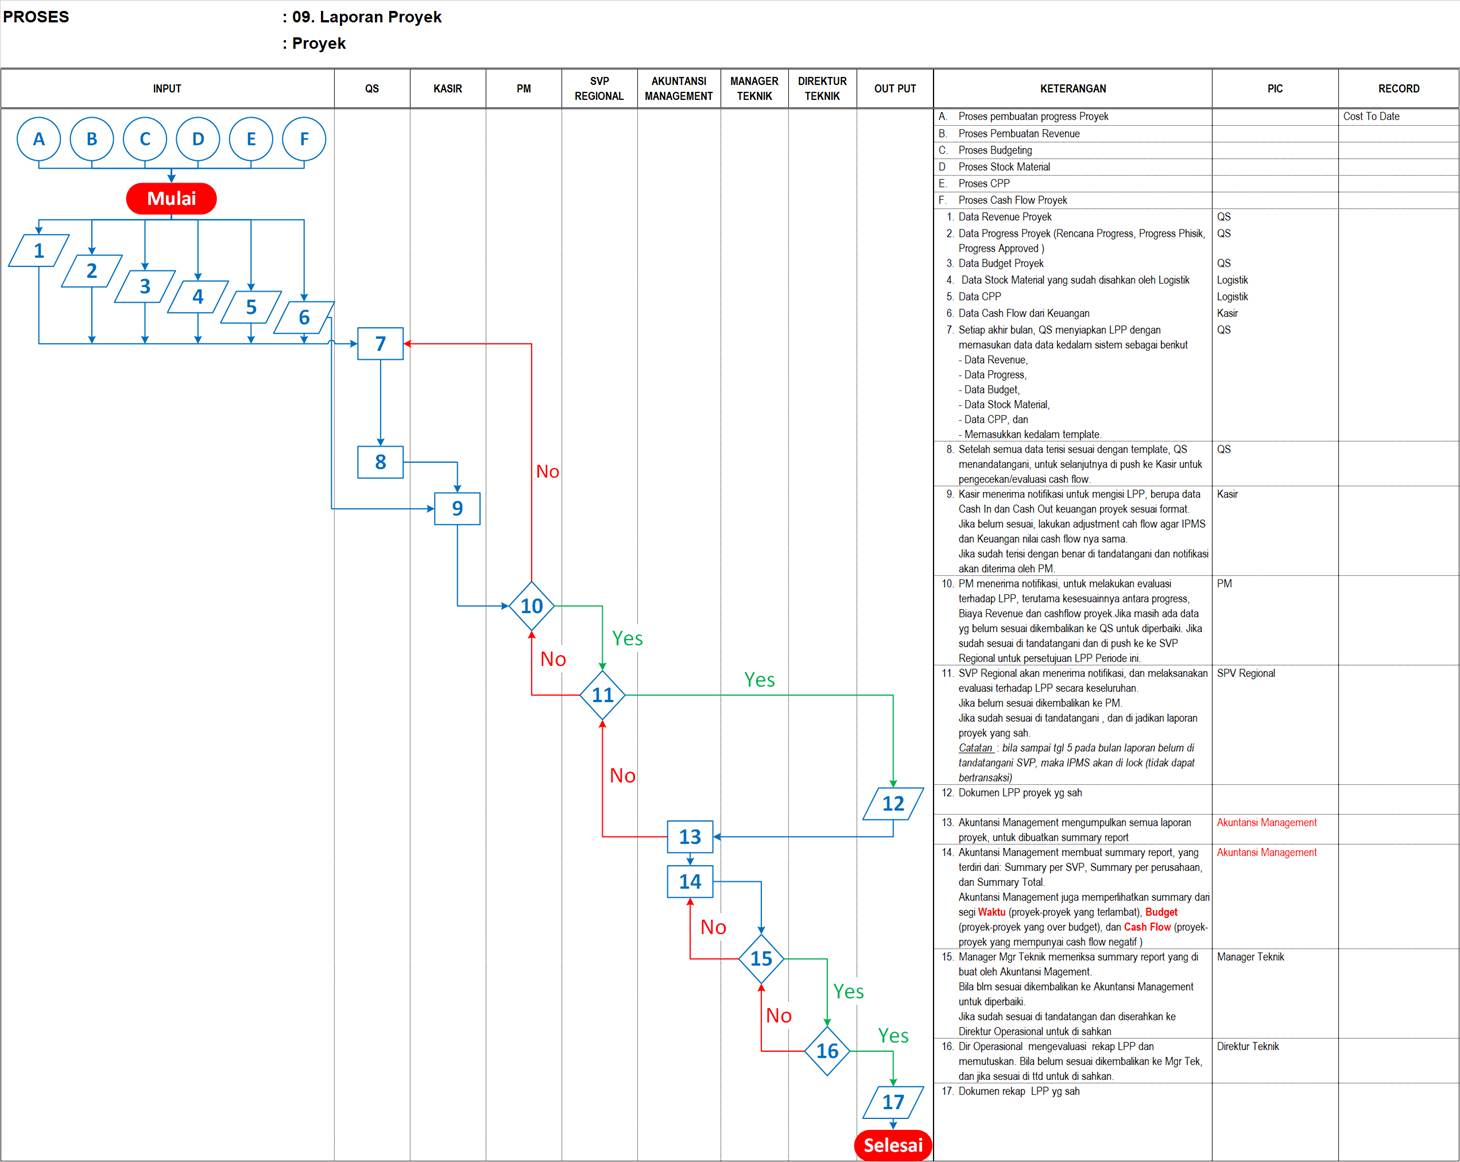 PROSES : 09. Laporan Proyek
: Proyek
INPUT QS KASIR PM SVP REGIONAL AKUNTANSI MANAGEMENT MANAGER TEKNIK DIREKTUR TEKNIK OUT PUT KETERANGAN PIC RECORD
A B C D E F
Mulai
1
2
3
4
5
6
7
8
No
9
10
Yes
No
11
Yes
No
12
13
14
No
15
Yes
No
16
Yes
17
Selesai
A. Proses pembuatan progress Proyek Cost To Date
B. Proses Pembuatan Revenue
C. Proses Budgeting
D Proses Stock Material
E. Proses CPP
F. Proses Cash Flow Proyek
1. Data Revenue Proyek QS
2. Data Progress Proyek (Rencana Progress, Progress Phisik, QS
Progress Approved )
3. Data Budget Proyek QS
4. Data Stock Material yang sudah disahkan oleh Logistik Logistik
5. Data CPP Logistik
6. Data Cash Flow dari Keuangan Kasir
7. Setiap akhir bulan, QS menyiapkan LPP dengan QS
memasukan data data kedalam sistem sebagai berikut
- Data Revenue,
- Data Progress,
- Data Budget,
- Data Stock Material,
- Data CPP, dan
- Memasukkan kedalam template.
8. Setelah semua data terisi sesuai dengan template, QS QS
menandatangani, untuk selanjutnya di push ke Kasir untuk
pengecekan/evaluasi cash flow.
9. Kasir menerima notifikasi untuk mengisi LPP, berupa data Kasir
Cash In dan Cash Out keuangan proyek sesuai format.
Jika belum sesuai, lakukan adjustment cah flow agar IPMS
dan Keuangan nilai cash flow nya sama.
Jika sudah terisi dengan benar di tandatangani dan notifikasi
akan diterima oleh PM.
10. PM menerima notifikasi, untuk melakukan evaluasi PM
terhadap LPP, terutama kesesuainnya antara progress,
Biaya Revenue dan cashflow proyek.Jika masih ada data
yg belum sesuai dikembalikan ke QS untuk diperbaiki. Jika
sudah sesuai di tandatangani dan di push ke ke SVP
Regional untuk persetujuan LPP Periode ini.
11. SVP Regional akan menerima notifikasi, dan melaksanakan SPV Regional
evaluasi terhadap LPP secara keseluruhan.
Jika belum sesuai dikembalikan ke PM.
Jika sudah sesuai di tandatangani , dan di jadikan laporan
proyek yang sah.
Catatan : bila sampai tgl 5 pada bulan laporan belum di
tandatangani SVP, maka IPMS akan di lock (tidak dapat
bertransaksi)
12. Dokumen LPP proyek yg sah
13. Akuntansi Management mengumpulkan semua laporan Akuntansi Management
proyek, untuk dibuatkan summary report
14. Akuntansi Management membuat summary report, yang Akuntansi Management
terdiri dari: Summary per SVP, Summary per perusahaan,
dan Summary Total.
Akuntansi Management juga memperlihatkan summary dari
segi Waktu (proyek-proyek yang terlambat), Budget
(proyek-proyek yang over budget), dan Cash Flow (proyek-
proyek yang mempunyai cash flow negatif )
15. Manager Mgr Teknik memeriksa summary report yang di Manager Teknik
buat oleh Akuntansi Magement.
Bila blm sesuai dikembalikan ke Akuntansi Management
untuk diperbaiki.
Jika sudah sesuai di tandatangan dan diserahkan ke
Direktur Operasional untuk di sahkan
16. Dir Operasional mengevaluasi rekap LPP dan Direktur Teknik
memutuskan. Bila belum sesuai dikembalikan ke Mgr Tek,
dan jika sesuai di ttd untuk di sahkan.
17. Dokumen rekap LPP yg sah